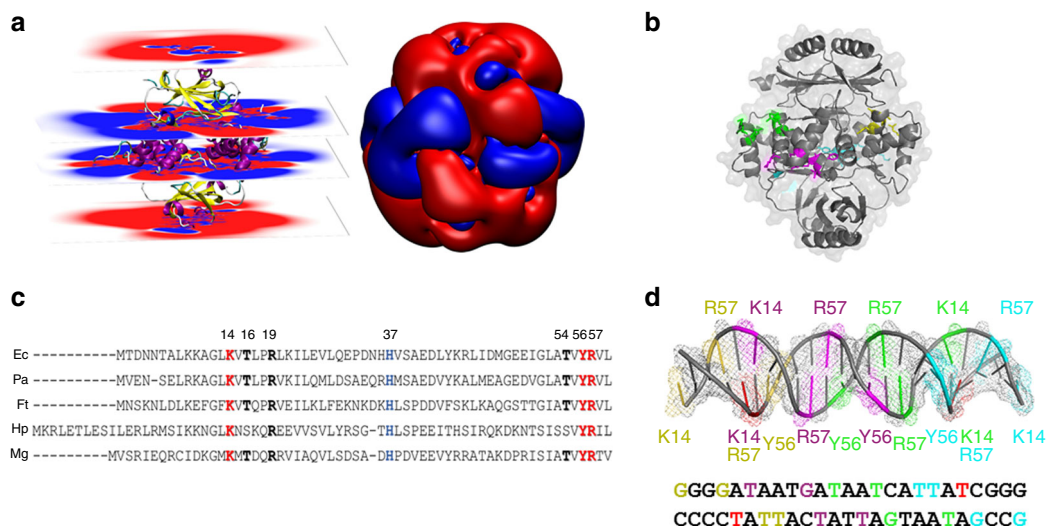 a
b
c
14 16 19 37 54 56 57
Ec ----------MTDNNTALKKAGLKVTLPRLKILEVLQEPDNHHVSAEDLYKRLIDMGEEIGLATVYRVL
Pa ----------MVEN-SELRKAGLKVTLPRVKILQMLDSAEQRHMSAEDVYKALMEAGEDVGLATVYRVL
Ft ----------MSNKNLDLKEFGFKVTQPRVEILKLFEKNKDKHLSPDDVFSKLKAQGSTTGIATVYRVL
Hp MKRLETLESILERLRMSIKKNGLKNSKQREEVVSVLYRSG-THLSPEEITHSIRQKDKNTSISSVYRIL
Mg ---------MVSRIEQRCIDKGMKMTDQRRVIAQVLSDSA-DHPDVEEVYRRATAKDPRISIATVYRTV
d
R57 K14 R57 R57 K14 R57
K14 K14 Y56 R57 Y56 Y56 R57 Y56 K14 K14
R57 R57
GGGGATAATGATAATCATTATCGGG
CCCCTATTACTATTAGTAATAGCCG